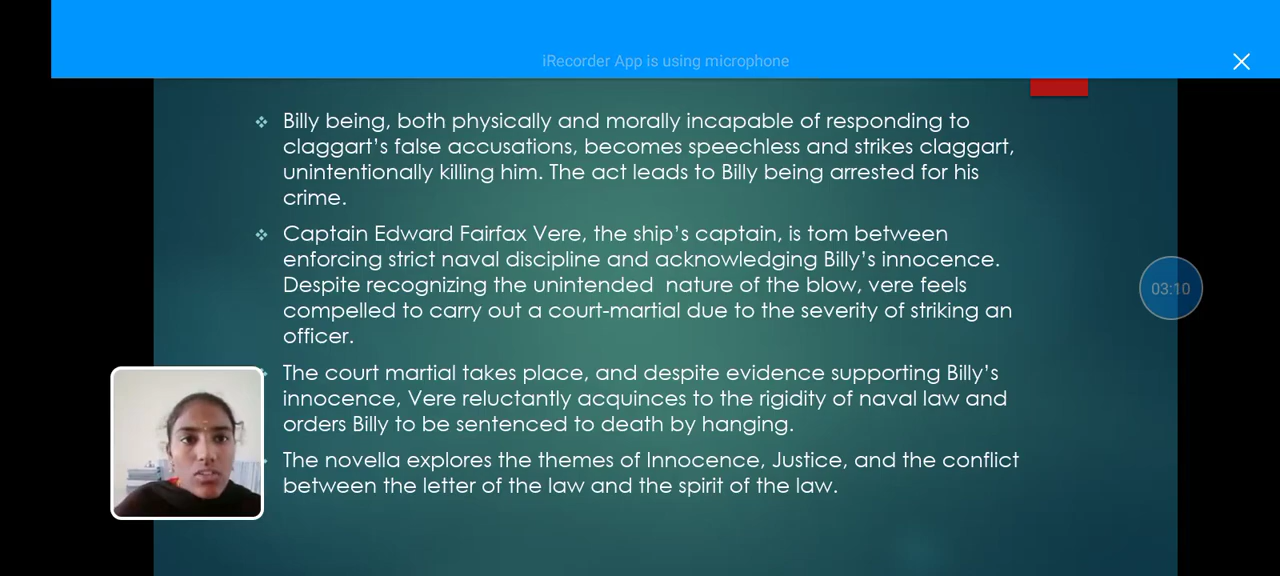 iRecorder App is using microphone
Billy being, both physically and morally incapable of responding to
claggart's false accusations, becomes speechless and strikes claggart,
unintentionally killing him. The act leads to Billy being arrested for his
crime.
Captain Edward Fairfax Vere, the ship's captain, is tom between
enforcing strict naval discipline and acknowledging Billy's innocence.
Despite recognizing the unintended nature of the blow, vere feels
compelled to carry out a court-martial due to the severity of striking an
officer.
03:10
The court martial takes place, and despite evidence supporting Billy's
innocence, Vere reluctantly acquinces to the rigidity of naval law and
orders Billy to be sentenced to death by hanging.
The novella explores the themes of Innocence, Justice, and the conflict
between the letter of the law and the spirit of the law.